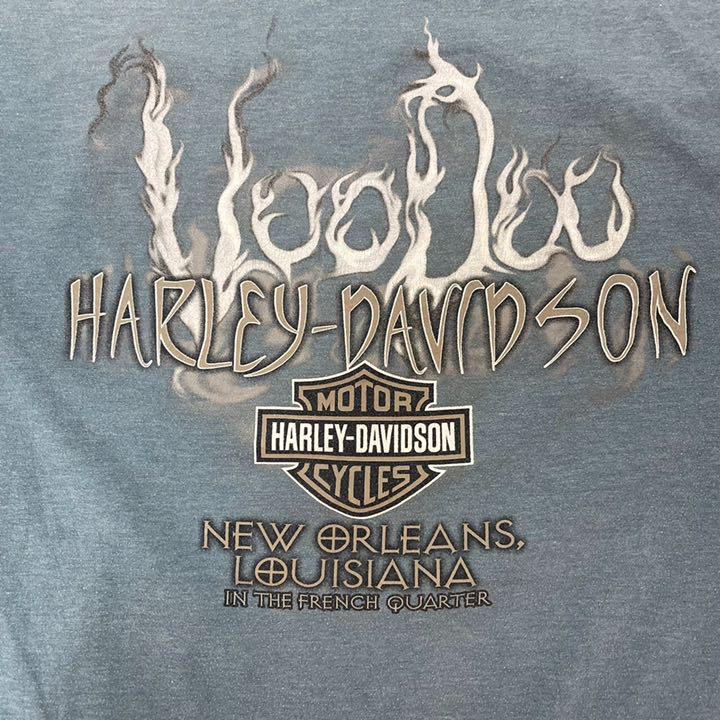 VooDoo
HARLEY-DAVIDSON
MOTOR
HARLEY-DAVIDSON
CYCLES
NEW ORLEANS,
LOUISIANA
IN THE FRENCH QUARTER